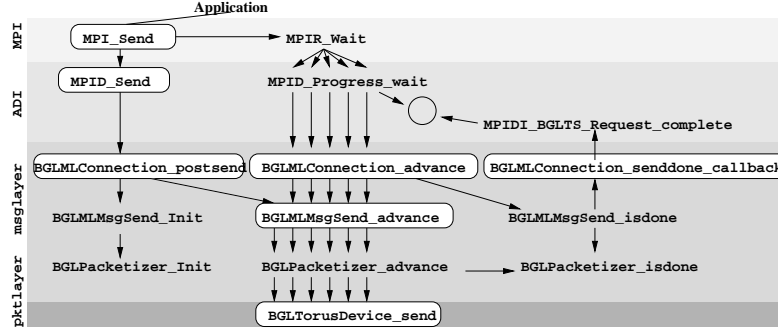 Application
MPI
MPI_Send
MPIR_Wait
ADI
MPID_Send
MPID_Progress_wait
MPIDI_BGLTS_Request_complete
msglayer
BGLMLConnection_postsend
BGLMLConnection_advance
BGLMLConnection_senddone_callback
BGLMLMsgSend_Init
BGLMLMsgSend_advance
BGLMLMsgSend_isdone
pktlayer
BGLPacketizer_Init
BGLPacketizer_advance
BGLPacketizer_isdone
BGLTorusDevice_send